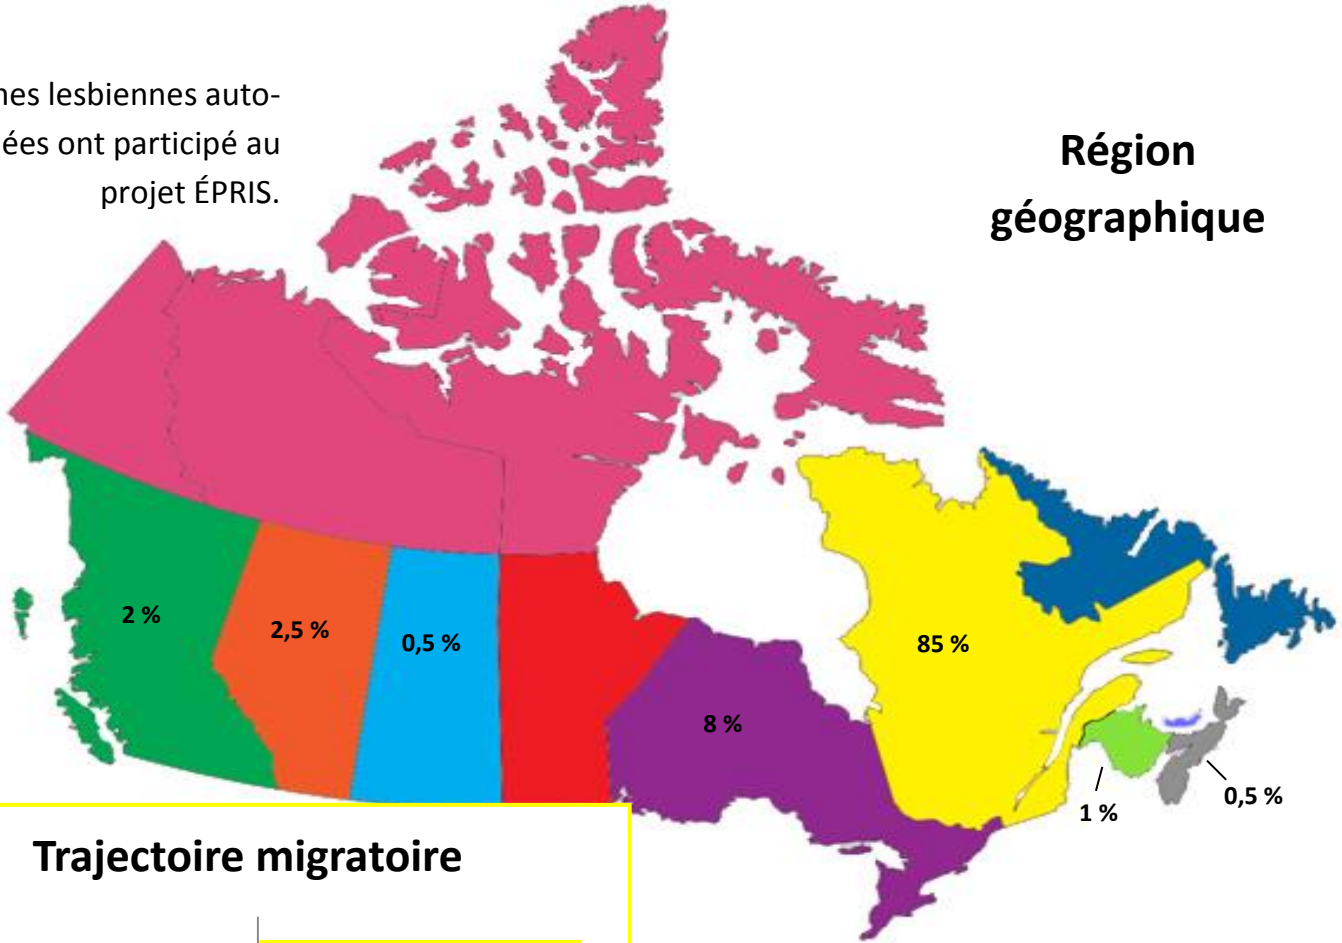 nes lesbiennes auto-
ées ont participé au
projet ÉPRIS.
Région
géographique
2 %
2,5 %
0,5 %
85 %
8 %
1 %
0,5 %
Trajectoire migratoire